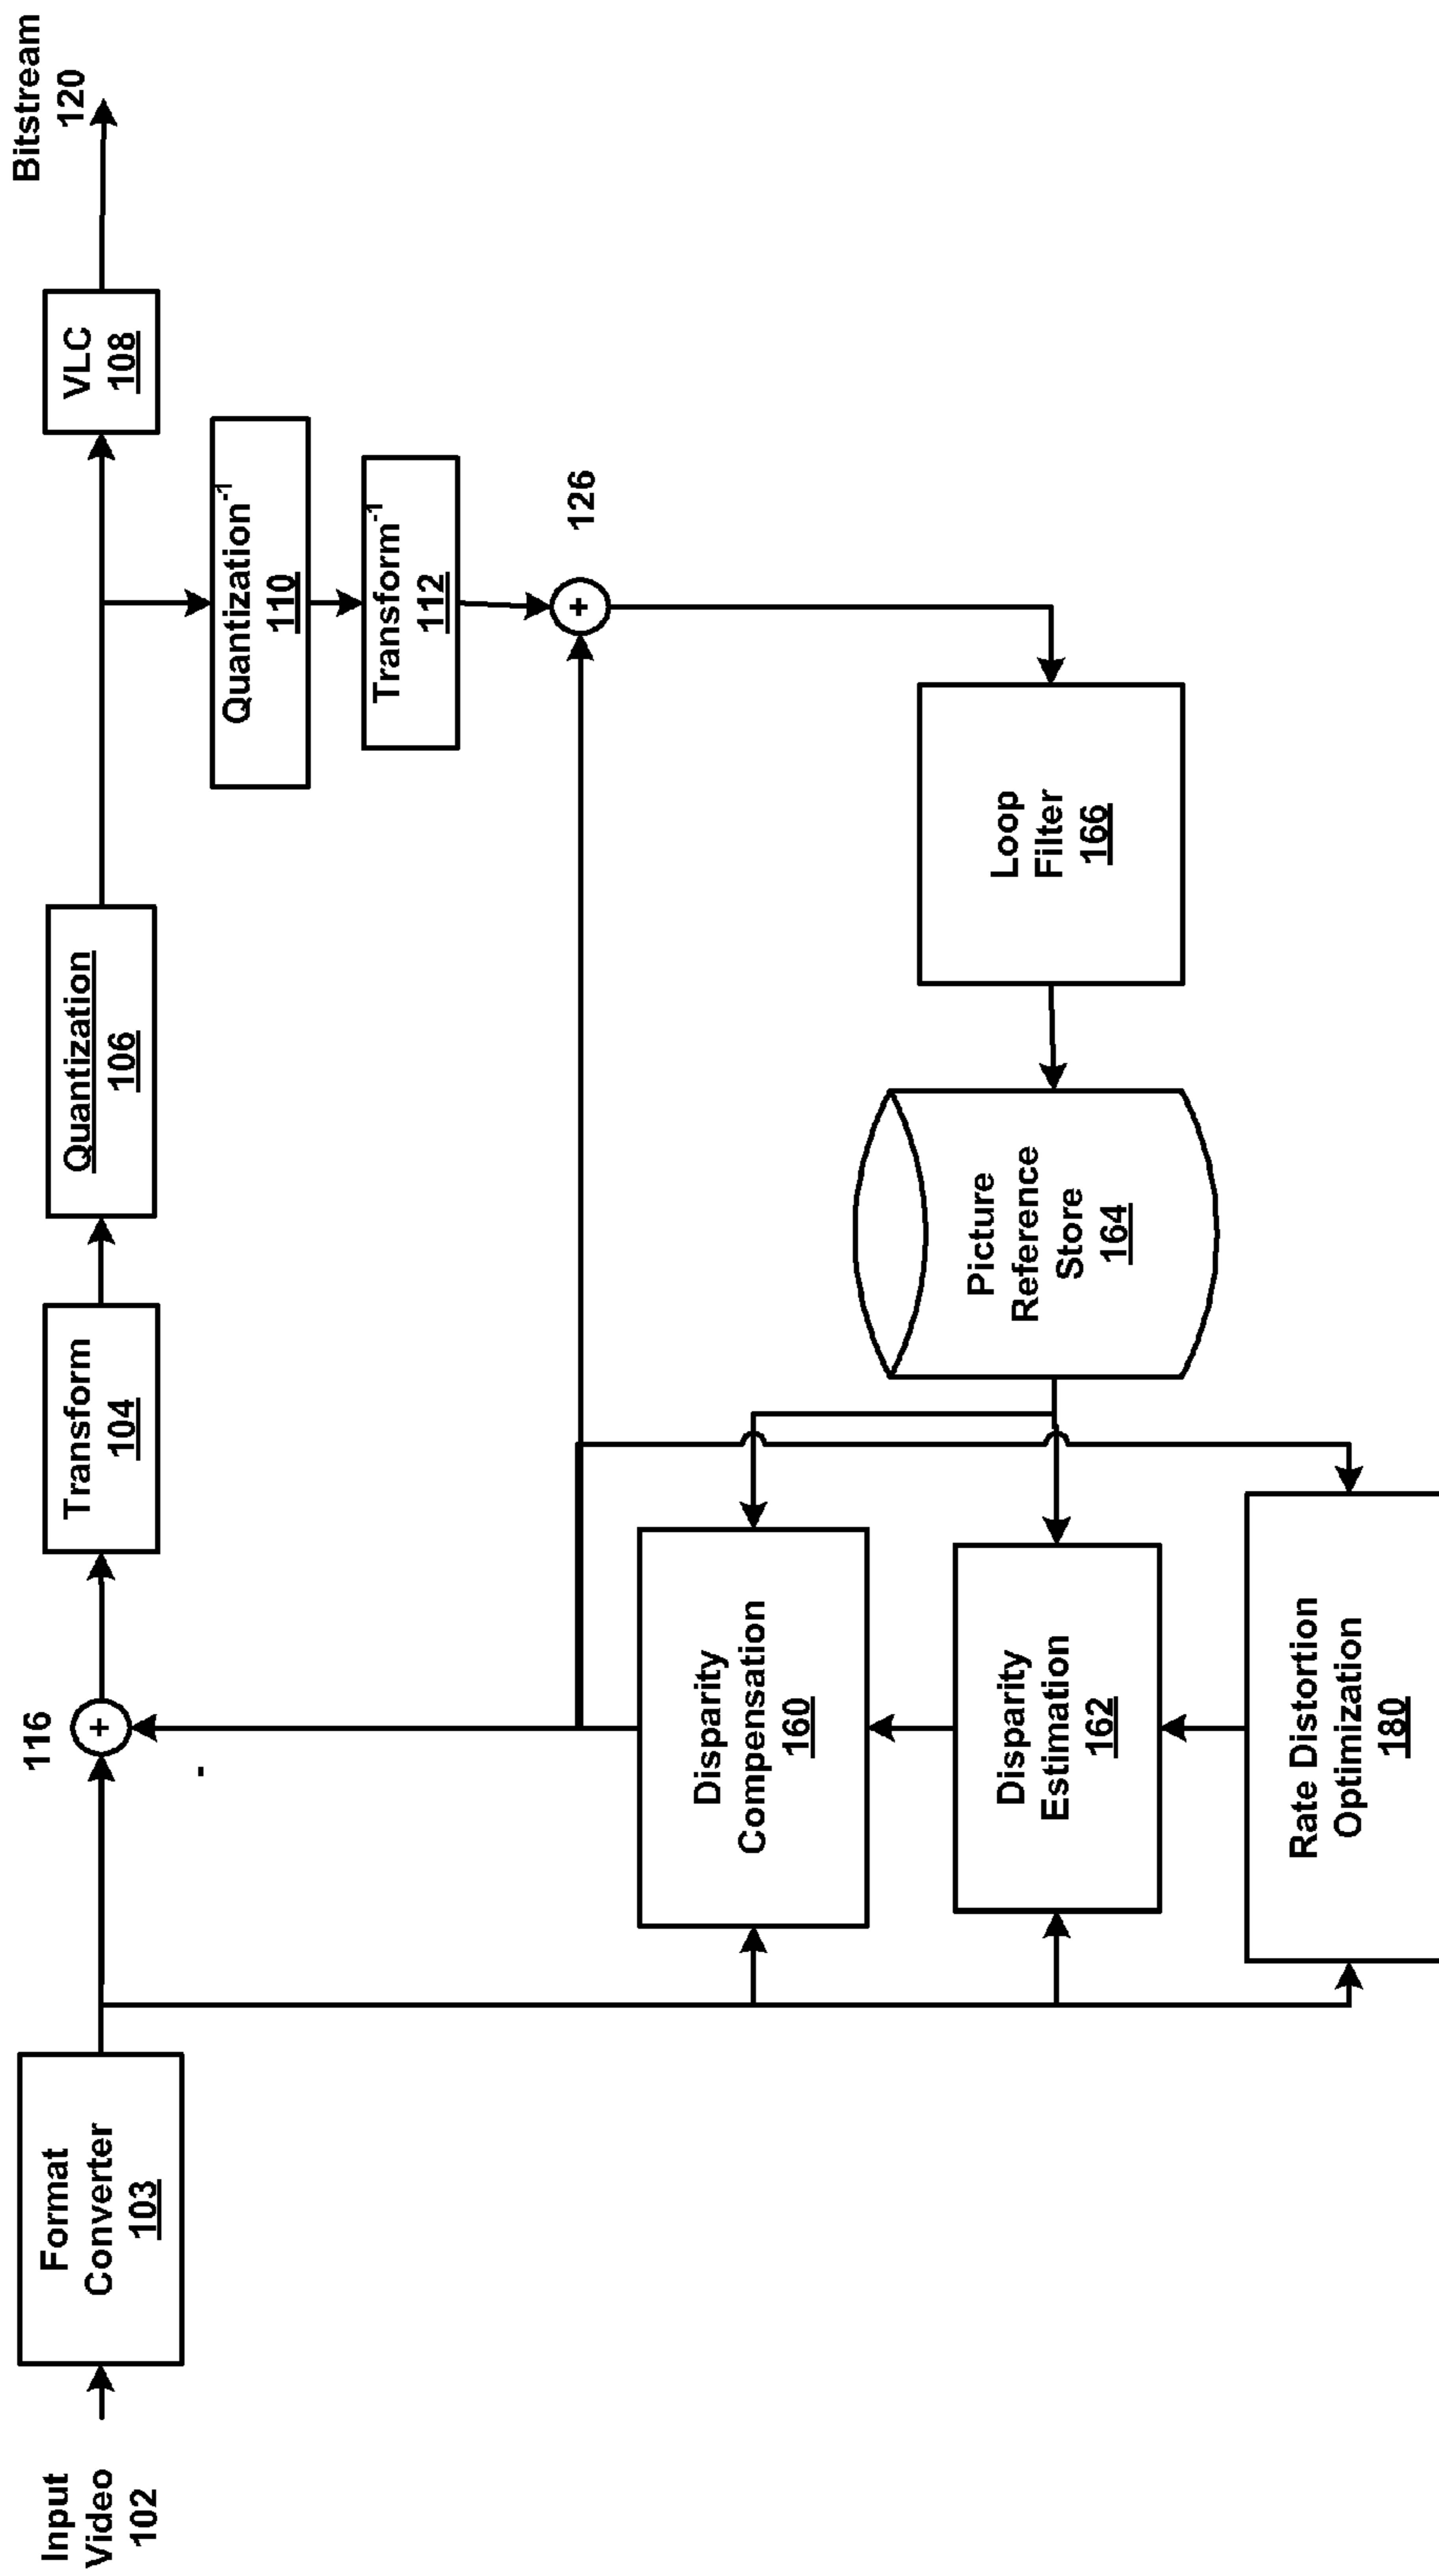 Input
Video
102
Format
Converter
103
116
+
-
Transform
104
Quantization
106
VLC
108
Bitstream
120
Quantization-1
110
Transform-1
112
+
126
Disparity
Compensation
160
Disparity
Estimation
162
Rate Distortion
Optimization
180
Picture
Reference
Store
164
Loop
Filter
166